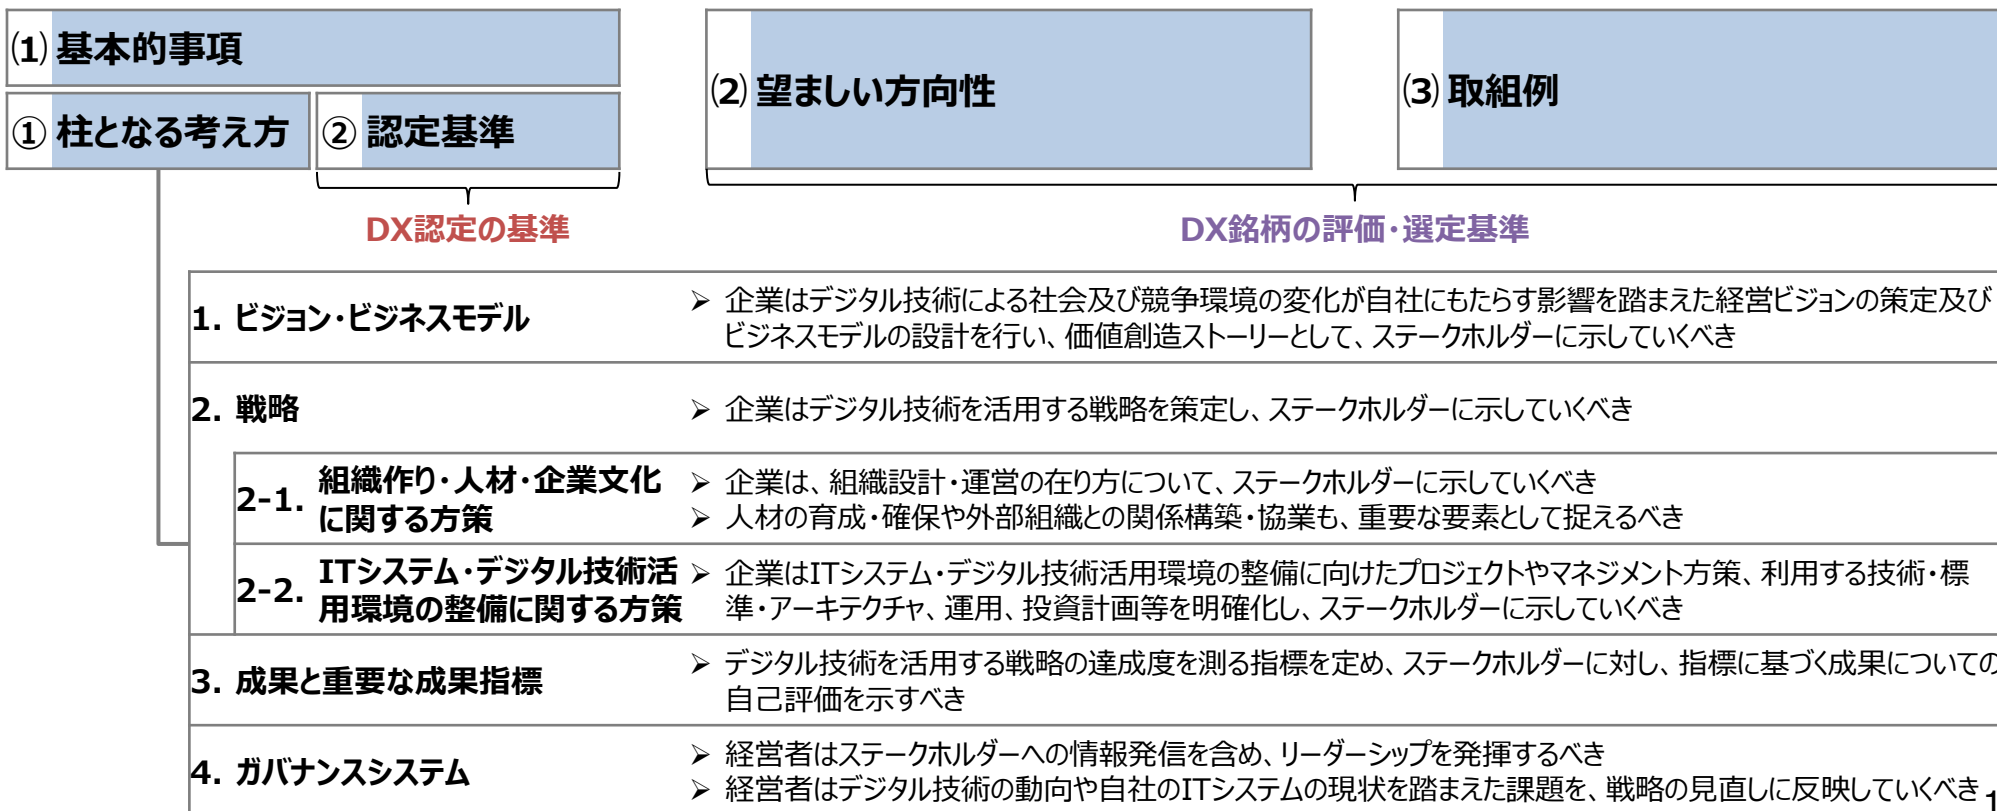 (1) 基本的事項
① 柱となる考え方
② 認定基準
(2) 望ましい方向性
(3) 取組例
DX認定の基準
DX銘柄の評価・選定基準
1. ビジョン・ビジネスモデル
➢ 企業はデジタル技術による社会及び競争環境の変化が自社にもたらす影響を踏まえた経営ビジョンの策定及び
ビジネスモデルの設計を行い、価値創造ストーリーとして、ステークホルダーに示していくべき
2. 戦略
➢ 企業はデジタル技術を活用する戦略を策定し、ステークホルダーに示していくべき
2-1. 組織作り・人材・企業文化
に関する方策
➢ 企業は、組織設計・運営の在り方について、ステークホルダーに示していくべき
➢ 人材の育成・確保や外部組織との関係構築・協業も、重要な要素として捉えるべき
2-2. ITシステム・デジタル技術活
用環境の整備に関する方策
➢ 企業はITシステム・デジタル技術活用環境の整備に向けたプロジェクトやマネジメント方策、利用する技術・標
準・アーキテクチャ、運用、投資計画等を明確化し、ステークホルダーに示していくべき
3. 成果と重要な成果指標
➢ デジタル技術を活用する戦略の達成度を測る指標を定め、ステークホルダーに対し、指標に基づく成果についての
自己評価を示すべき
4. ガバナンスシステム
➢ 経営者はステークホルダーへの情報発信を含め、リーダーシップを発揮するべき
➢ 経営者はデジタル技術の動向や自社のITシステムの現状を踏まえた課題を、戦略の見直しに反映していくべき